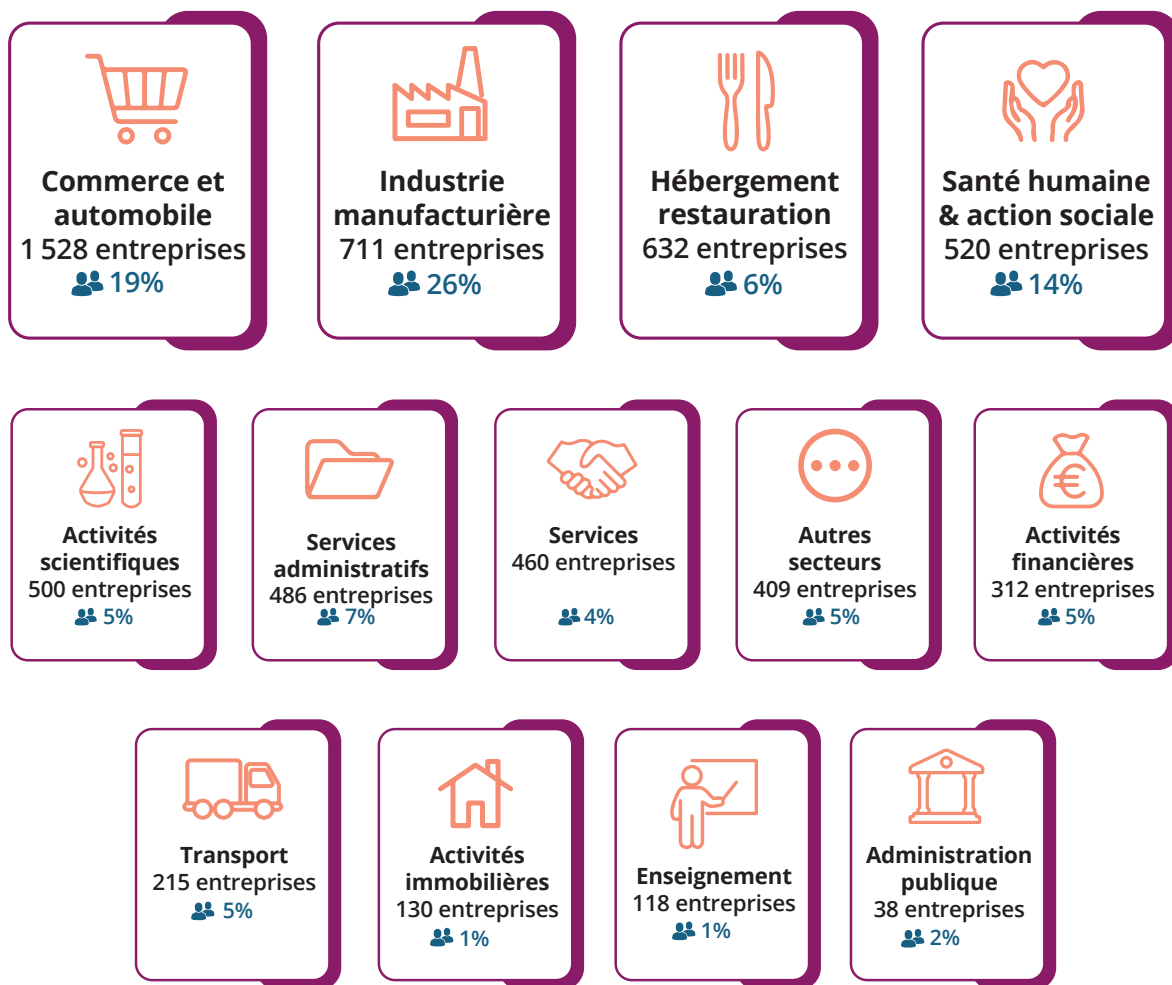 Commerce et
automobile
1 528 entreprises
19%
Industrie
manufacturière
711 entreprises
26%
Hébergement
restauration
632 entreprises
6%
Santé humaine
& action sociale
520 entreprises
14%
Activités
scientifiques
500 entreprises
5%
Services
administratifs
486 entreprises
7%
Services
460 entreprises
4%
Autres
secteurs
409 entreprises
5%
Activités
financières
312 entreprises
5%
Transport
215 entreprises
5%
Activités
immobilières
130 entreprises
1%
Enseignement
118 entreprises
1%
Administration
publique
38 entreprises
2%